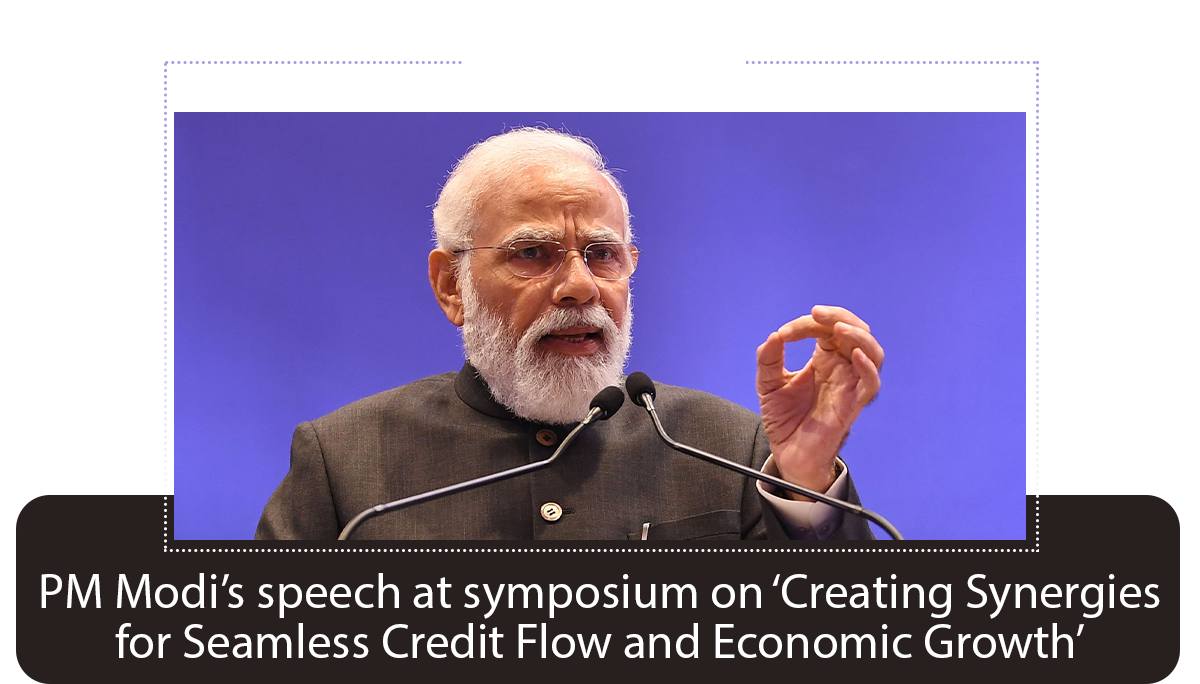 PM Modi’s speech at symposium on ‘Creating Synergies
for Seamless Credit Flow and Economic Growth’